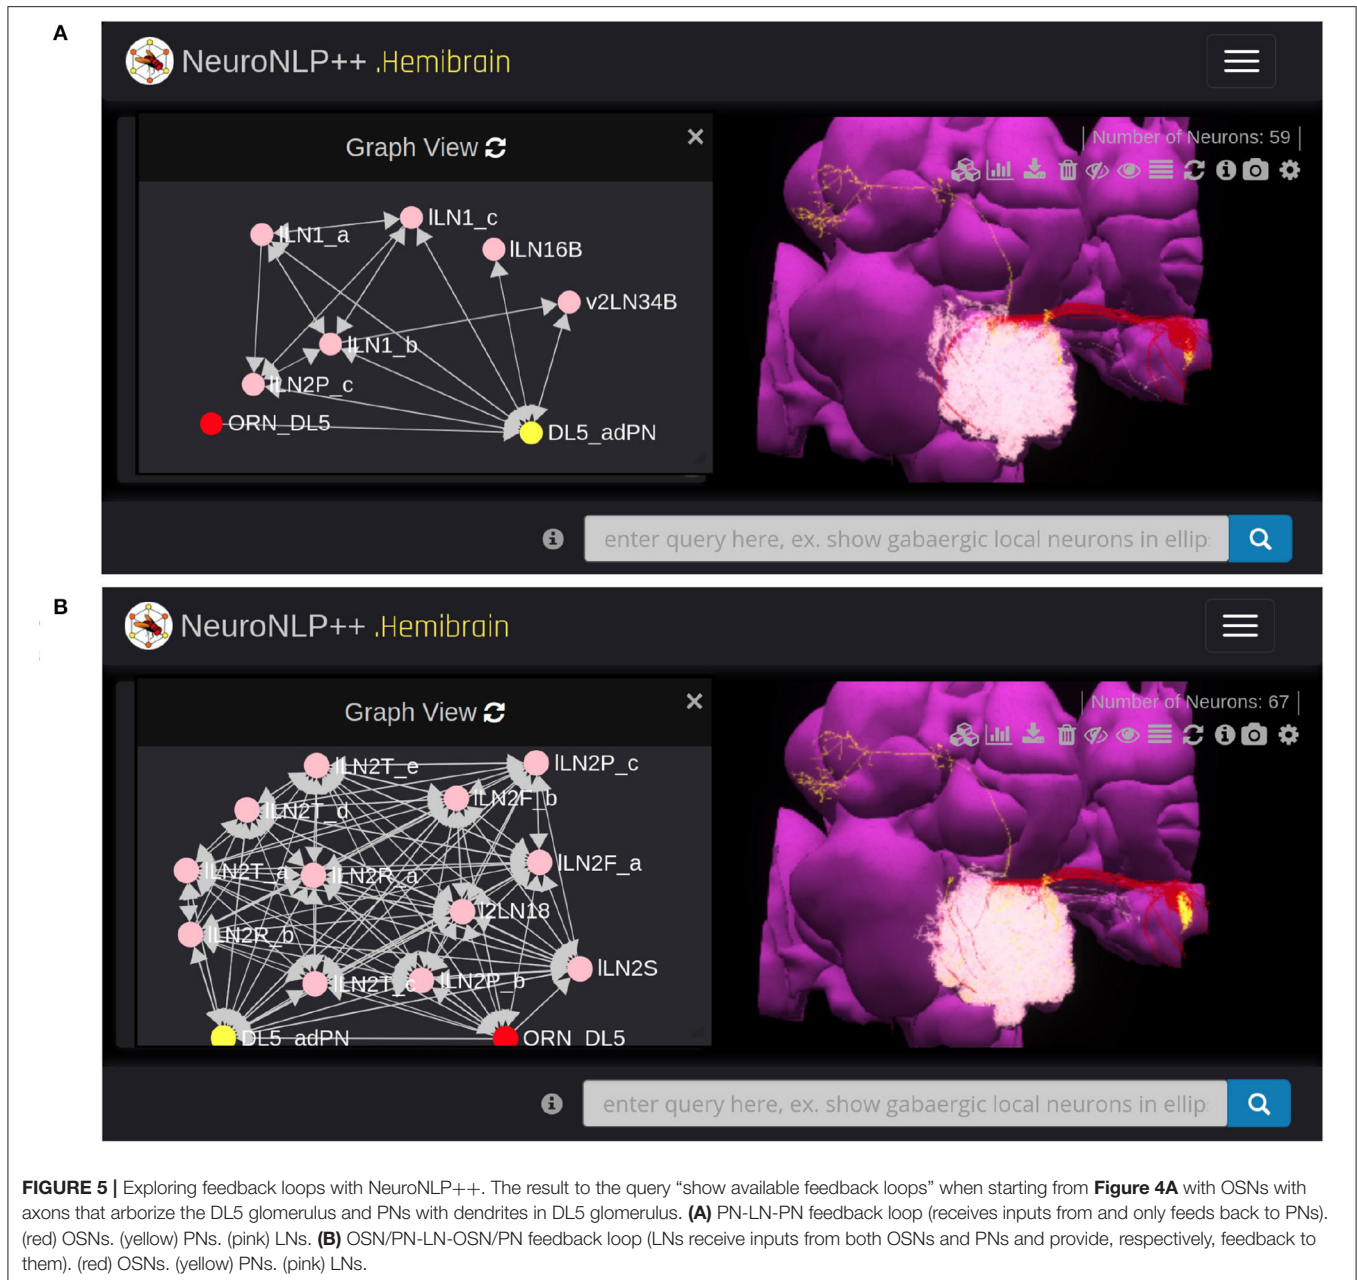 A
NeuroNLP++ .Hemibrain
Graph View
Number of Neurons: 59
lLN1_a
lLN1_c
lLN16B
v2LN34B
lLN1_b
lLN2P_c
ORN_DL5
DL5_adPN
enter query here, ex. show gabaergic local neurons in ellip
B
NeuroNLP++ .Hemibrain
Graph View
Number of Neurons: 67
lLN2T_e
lLN2P_c
lLN2F_b
lLN2T_d
lLN2T_a
lLN2R_a
lLN2F_a
l2LN18
lLN2R_b
lLN2S
lLN2T_c
lLN2P_b
DL5_adPN
ORN_DL5
enter query here, ex. show gabaergic local neurons in ellip
FIGURE 5 | Exploring feedback loops with NeuroNLP++. The result to the query “show available feedback loops” when starting from Figure 4A with OSNs with
axons that arborize the DL5 glomerulus and PNs with dendrites in DL5 glomerulus. (A) PN-LN-PN feedback loop (receives inputs from and only feeds back to PNs).
(red) OSNs. (yellow) PNs. (pink) LNs. (B) OSN/PN-LN-OSN/PN feedback loop (LNs receive inputs from both OSNs and PNs and provide, respectively, feedback to
them). (red) OSNs. (yellow) PNs. (pink) LNs.